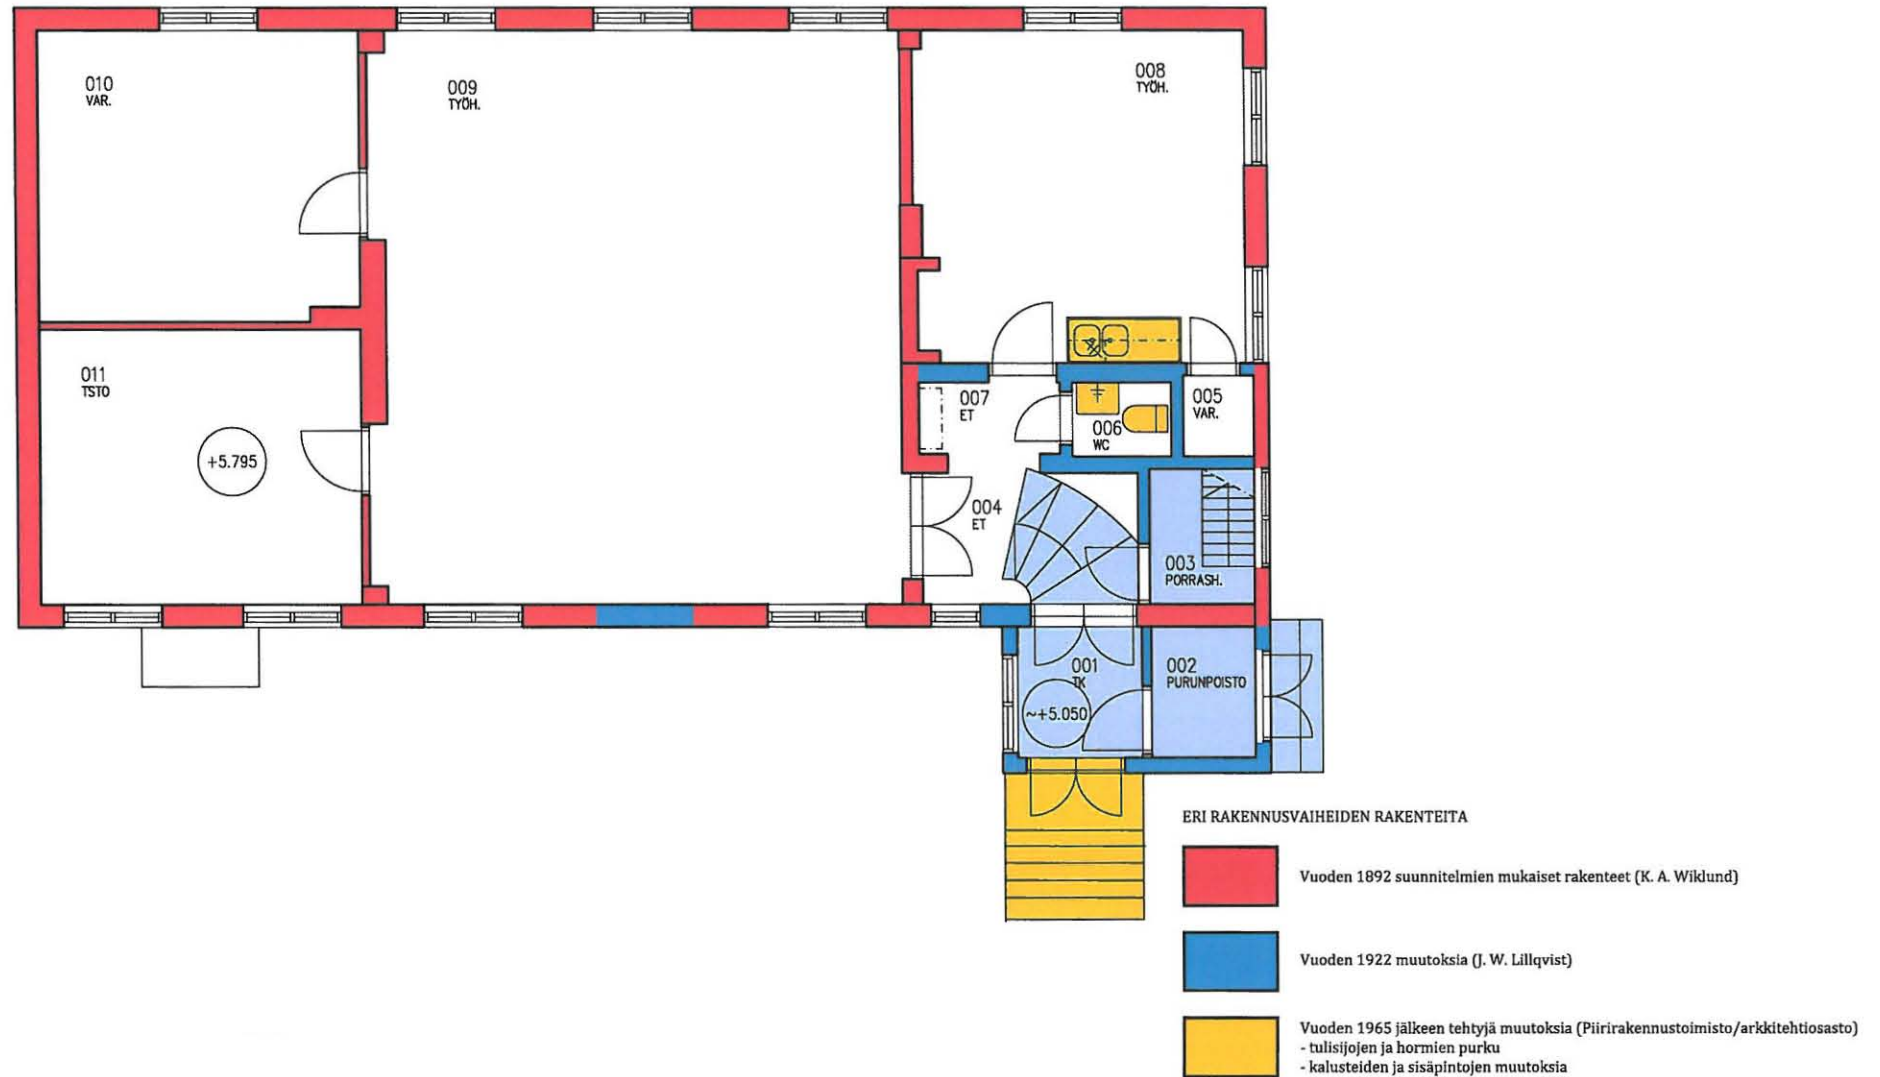 010
VAR.
009
TYÖH.
008
TYÖH.
011
TSTO
+5.795
007
ET
006
WC
005
VAR.
004
ET
003
PORRASH.
001
TK
~+5.050
002
PURUNPOISTO
ERI RAKENNUSVAIHEIDEN RAKENTEITA
Vuoden 1892 suunnitelmien mukaiset rakenteet (K. A. Wiklund)
Vuoden 1922 muutoksia (J. W. Lillqvist)
Vuoden 1965 jälkeen tehtyjä muutoksia (Piirirakennustoimisto/arkkitehtiosasto)
- tulisijojen ja hormien purku
- kalusteiden ja sisäpintojen muutoksia